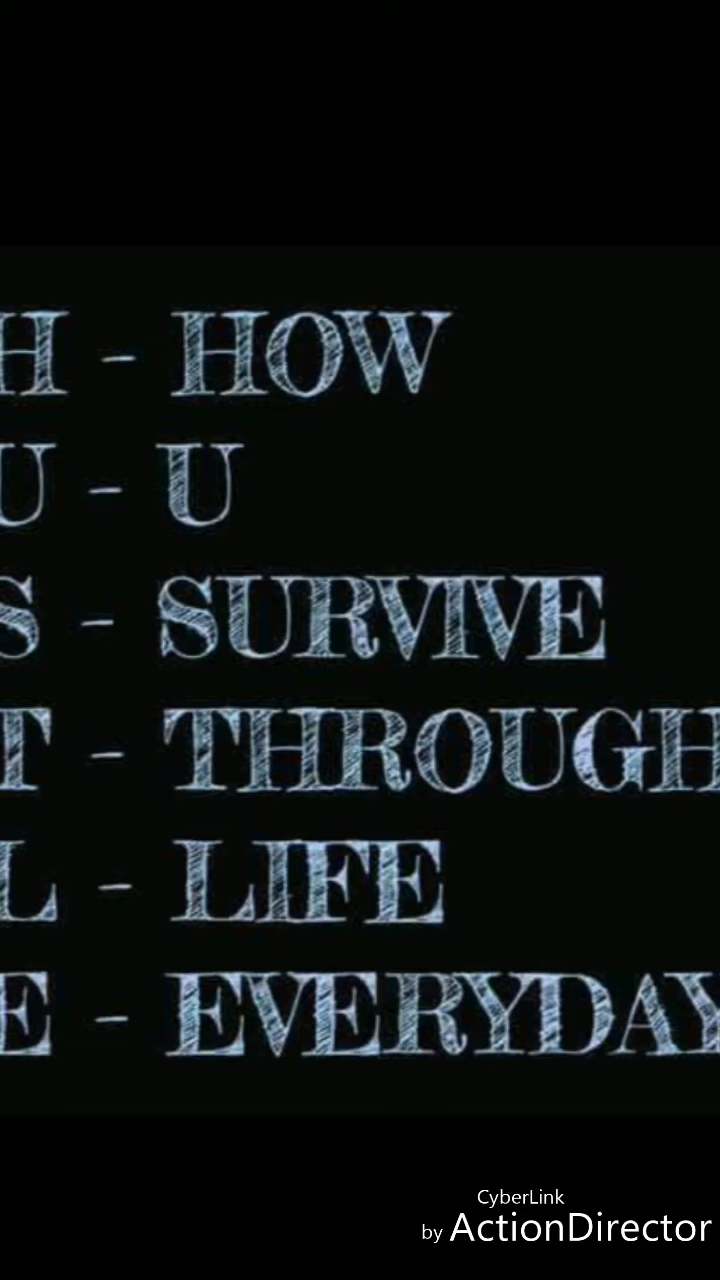 H - HOW
U - U
S - SURVIVE
T - THROUGH
L - LIFE
E - EVERYDAY
CyberLink
by ActionDirector